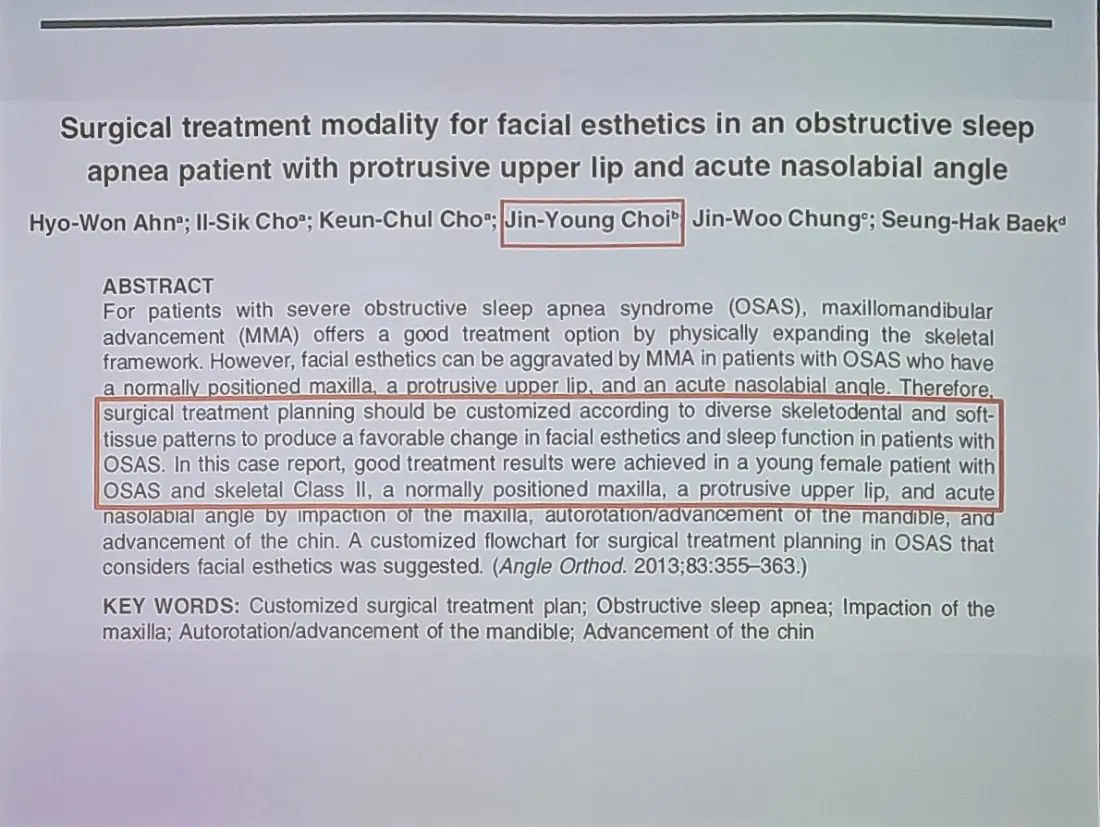 Surgical treatment modality for facial esthetics in an obstructive sleep
apnea patient with protrusive upper lip and acute nasolabial angle
Hyo-Won Ahnᵃ; Il-Sik Choᵃ; Keun-Chul Choᵃ; Jin-Young Choiᵇ; Jin-Woo Chungᶜ; Seung-Hak Baekᵈ
ABSTRACT
For patients with severe obstructive sleep apnea syndrome (OSAS), maxillomandibular
advancement (MMA) offers a good treatment option by physically expanding the skeletal
framework. However, facial esthetics can be aggravated by MMA in patients with OSAS who have
a normally positioned maxilla, a protrusive upper lip, and an acute nasolabial angle. Therefore,
surgical treatment planning should be customized according to diverse skeletodental and soft-
tissue patterns to produce a favorable change in facial esthetics and sleep function in patients with
OSAS. In this case report, good treatment results were achieved in a young female patient with
OSAS and skeletal Class II, a normally positioned maxilla, a protrusive upper lip, and acute
nasolabial angle by impaction of the maxilla, autorotation/advancement of the mandible, and
advancement of the chin. A customized flowchart for surgical treatment planning in OSAS that
considers facial esthetics was suggested. (Angle Orthod. 2013;83:355–363.)
KEY WORDS: Customized surgical treatment plan; Obstructive sleep apnea; Impaction of the
maxilla; Autorotation/advancement of the mandible; Advancement of the chin